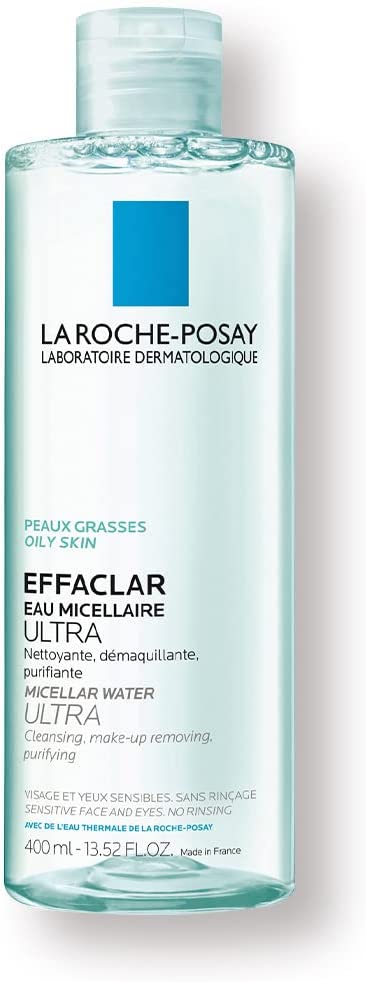 LA ROCHE-POSAY
LABORATOIRE DERMATOLOGIQUE
PEAUX GRASSES
OILY SKIN
EFFACLAR
EAU MICELLAIRE
ULTRA
Nettoyante, démaquillante,
purifiante
MICELLAR WATER
ULTRA
Cleansing, make-up removing,
purifying
VISAGE ET YEUX SENSIBLES. SANS RINÇAGE
SENSITIVE FACE AND EYES. NO RINSING
AVEC DE L'EAU THERMALE DE LA ROCHE-POSAY
400 ml - 13.52 FL.OZ. Made in France